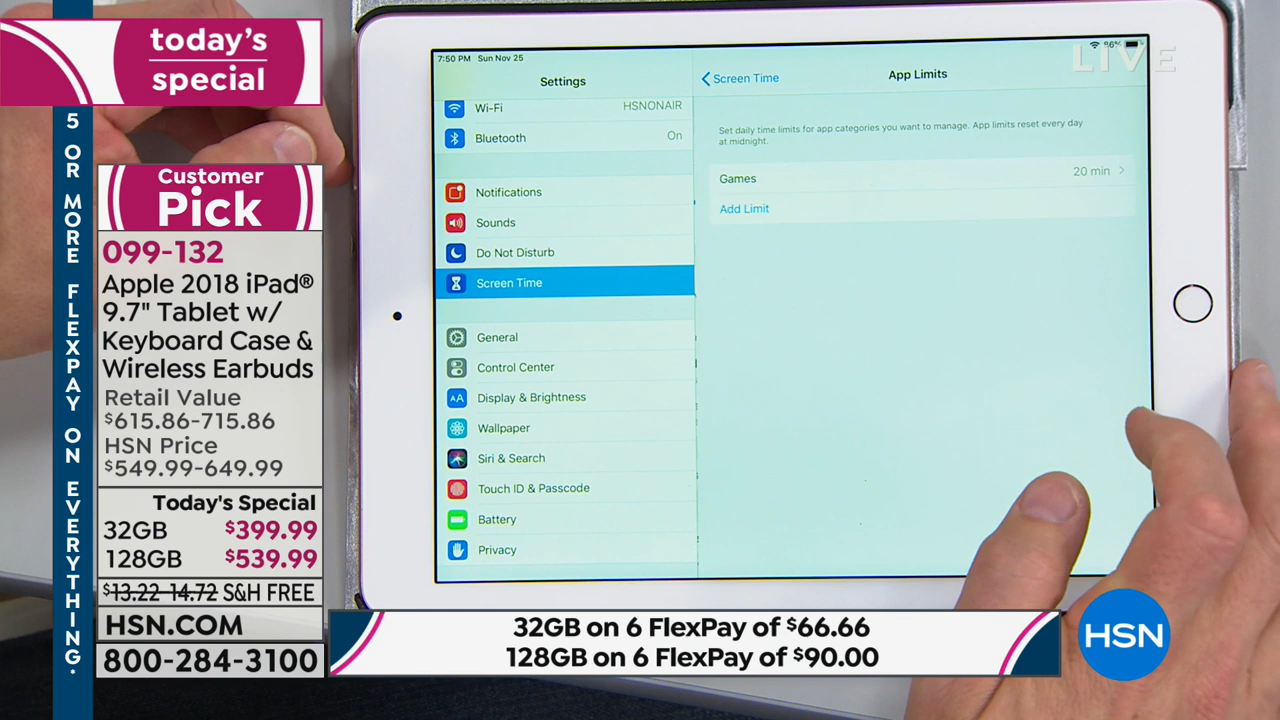 today's
special
5 OR MORE FLEXPAY ON EVERYTHING.
Customer
Pick
099-132
Apple 2018 iPad®
9.7" Tablet w/
Keyboard Case &
Wireless Earbuds
Retail Value
$615.86-715.86
HSN Price
$549.99-649.99
Today's Special
32GB $399.99
128GB $539.99
$13.22-14.72 S&H FREE
HSN.COM
800-284-3100
7:50 PM Sun Nov 25
86%
LIVE
Settings
Wi-Fi HSNONAIR
Bluetooth On
Notifications
Sounds
Do Not Disturb
Screen Time
General
Control Center
AA Display & Brightness
Wallpaper
Siri & Search
Touch ID & Passcode
Battery
Privacy
Screen Time
App Limits
Set daily time limits for app categories you want to manage. App limits reset every day
at midnight.
Games 20 min
Add Limit
32GB on 6 FlexPay of $66.66
128GB on 6 FlexPay of $90.00
HSN